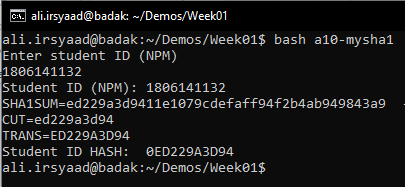 ali.irsyaad@badak: ~/Demos/Week01
ali.irsyaad@badak:~/Demos/Week01$ bash a10-mysha1
Enter student ID (NPM)
1806141132
Student ID (NPM): 1806141132
SHA1SUM=ed229a3d9411e1079cdefaff94f2b4ab949843a9  -
CUT=ed229a3d94
TRANS=ED229A3D94
Student ID HASH:  0ED229A3D94
ali.irsyaad@badak:~/Demos/Week01$